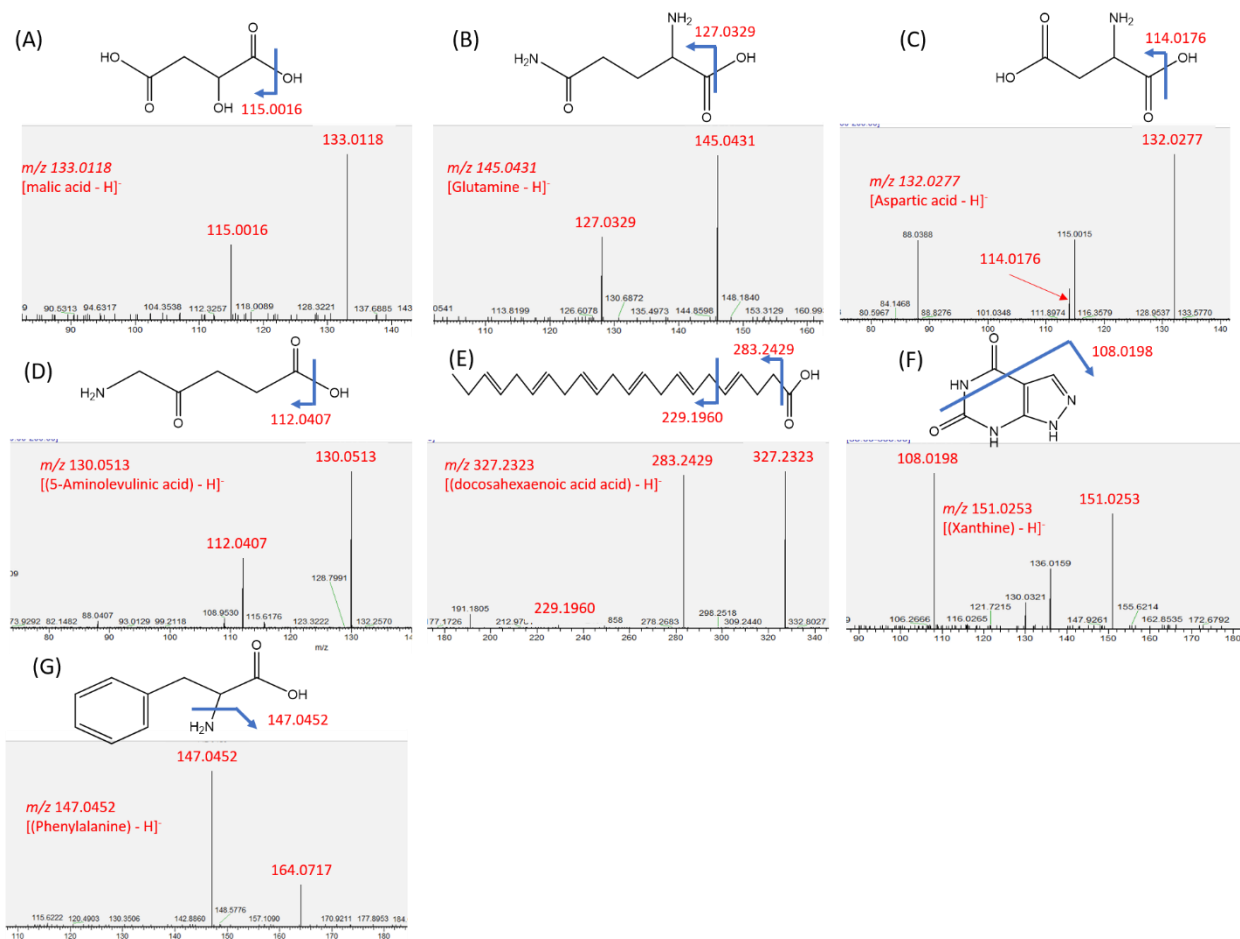 (A)
O
HO
OH
O
OH
115.0016
133.0118
m/z 133.0118
[malic acid - H]⁻
115.0016
9
90.5313
94.6317
104.3538
112.3257
118.0089
128.3221
137.6885
143
90
100
110
120
130
140
(B)
NH₂
127.0329
H₂N
OH
O
O
145.0431
m/z 145.0431
[Glutamine - H]⁻
127.0329
0541
113.8199
126.6078
130.6872
135.4973
144.8598
148.1840
153.3129
160.993
110
120
130
140
150
160
(C)
O
NH₂
114.0176
HO
OH
O
132.0277
m/z 132.0277
[Aspartic acid - H]⁻
88.0388
114.0176
115.0015
84.1468
80.5967
88.8276
101.0348
111.8974
116.3579
128.9537
133.5770
80
90
100
110
120
130
140
(D)
O
H₂N
OH
O
112.0407
m/z 130.0513
[(5-Aminolevulinic acid) - H]⁻
130.0513
112.0407
09
128.7991
88.0407
108.9530
73.9292
82.1482
93.0129
99.2118
115.6176
123.3222
132.2570
80
90
100
110
120
130
m/z
(E)
283.2429
OH
O
229.1960
m/z 327.2323
[(docosahexaenoic acid acid) - H]⁻
283.2429
327.2323
191.1805
229.1960
298.2518
177.1726
858
278.2683
309.2440
332.8027
180
200
220
240
260
280
300
320
340
(F)
O
108.0198
HN
N
O
N
H
N
H
108.0198
m/z 151.0253
[(Xanthine) - H]⁻
151.0253
136.0159
130.0321
121.7215
155.6214
9
106.2666
116.0265
147.9261
162.8535
172.6792
90
100
110
120
130
140
150
160
170
180
(G)
O
OH
H₂N
147.0452
147.0452
m/z 147.0452
[(Phenylalanine) - H]⁻
164.0717
115.6222
120.4903
130.3506
142.8860
148.5776
157.1090
170.9211
177.8953
184.
110
120
130
140
150
160
170
180